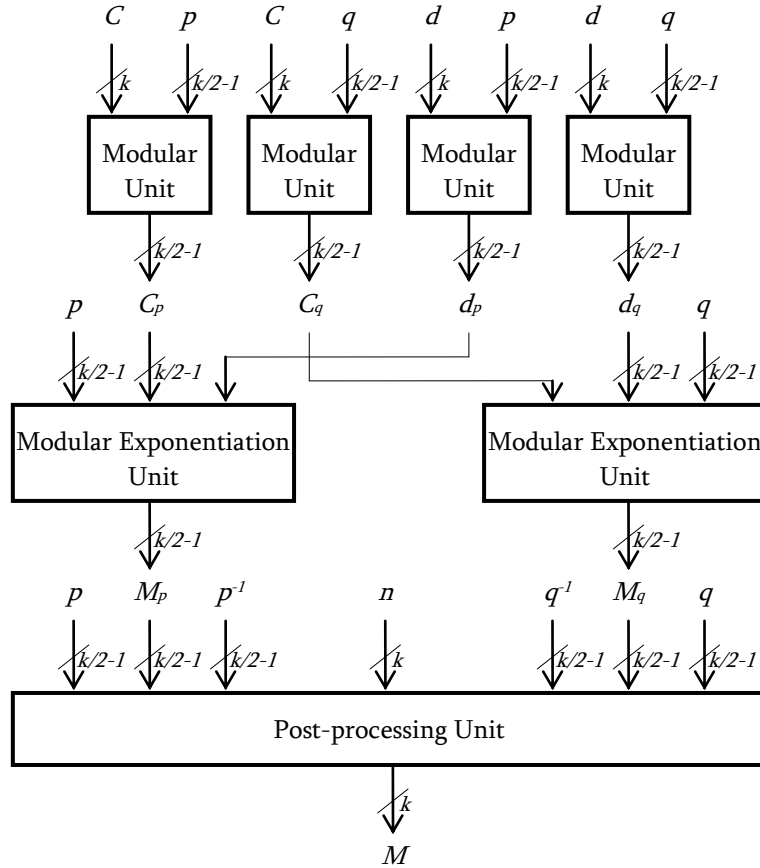 C p C q d p d q
k k/2-1 k k/2-1 k k/2-1 k k/2-1
Modular Unit
Modular Unit
Modular Unit
Modular Unit
k/2-1 k/2-1 k/2-1 k/2-1
p Cp Cq dp dq q
k/2-1 k/2-1 k/2-1 k/2-1
Modular Exponentiation Unit
Modular Exponentiation Unit
k/2-1 k/2-1
p Mp p⁻¹ n q⁻¹ Mq q
k/2-1 k/2-1 k/2-1 k k/2-1 k/2-1 k/2-1
Post-processing Unit
k
M